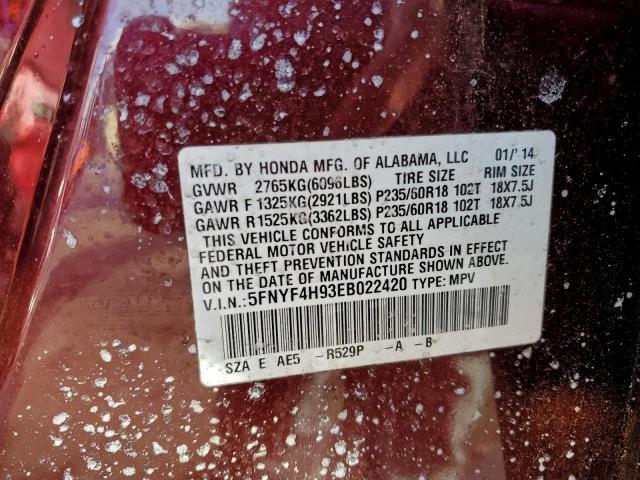 MFD. BY HONDA MFG. OF ALABAMA, LLC 01/'14
GVWR 2765KG(6096LBS) TIRE SIZE RIM SIZE
GAWR F 1325KG(2921LBS) P235/60R18 102T 18X7.5J
GAWR R 1525KG(3362LBS) P235/60R18 102T 18X7.5J
THIS VEHICLE CONFORMS TO ALL APPLICABLE
FEDERAL MOTOR VEHICLE SAFETY
AND THEFT PREVENTION STANDARDS IN EFFECT
ON THE DATE OF MANUFACTURE SHOWN ABOVE.
V.I.N.: 5FNYF4H93EB022420 TYPE: MPV
SZA E AE5 -R529P -A -B